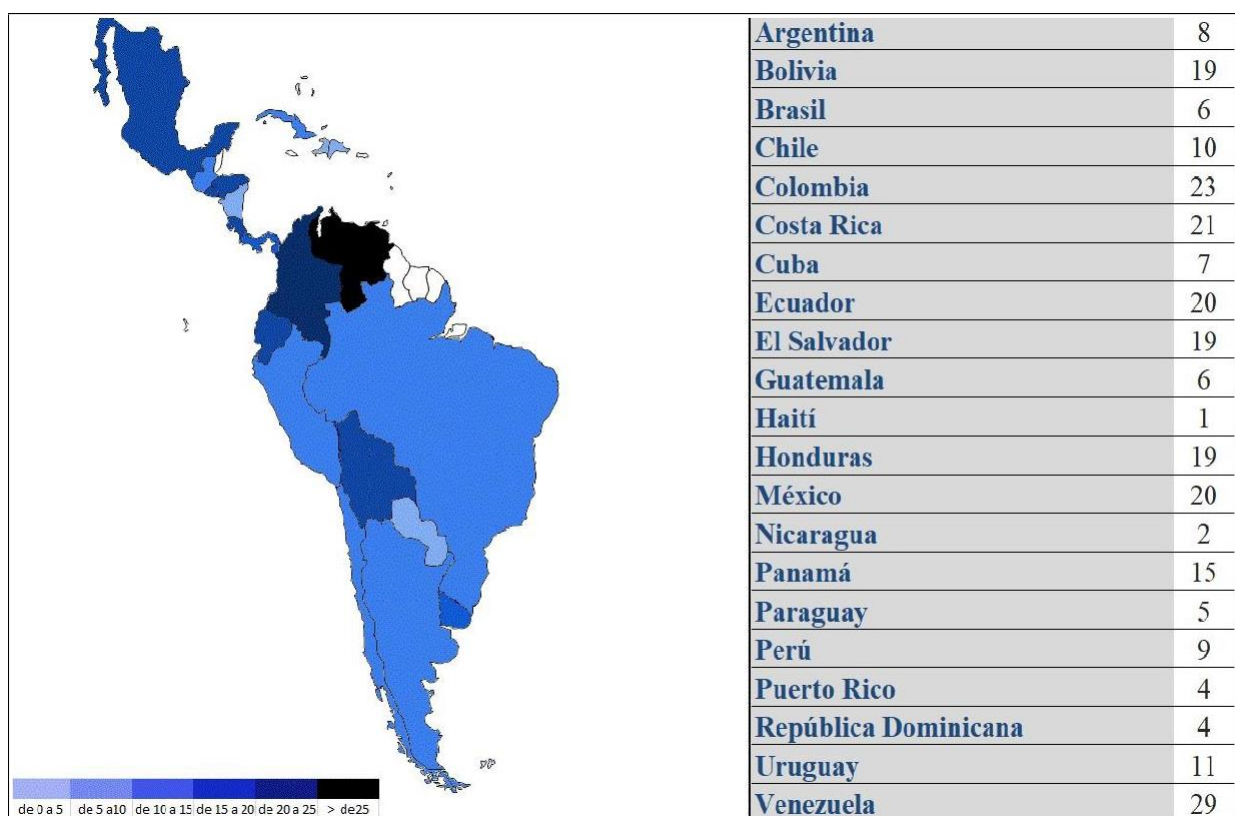 Argentina 8
Bolivia 19
Brasil 6
Chile 10
Colombia 23
Costa Rica 21
Cuba 7
Ecuador 20
El Salvador 19
Guatemala 6
Haití 1
Honduras 19
México 20
Nicaragua 2
Panamá 15
Paraguay 5
Perú 9
Puerto Rico 4
República Dominicana 4
Uruguay 11
Venezuela 29
de 0 a 5 de 5 a10 de 10 a 15 de 15 a 20 de 20 a 25 > de25